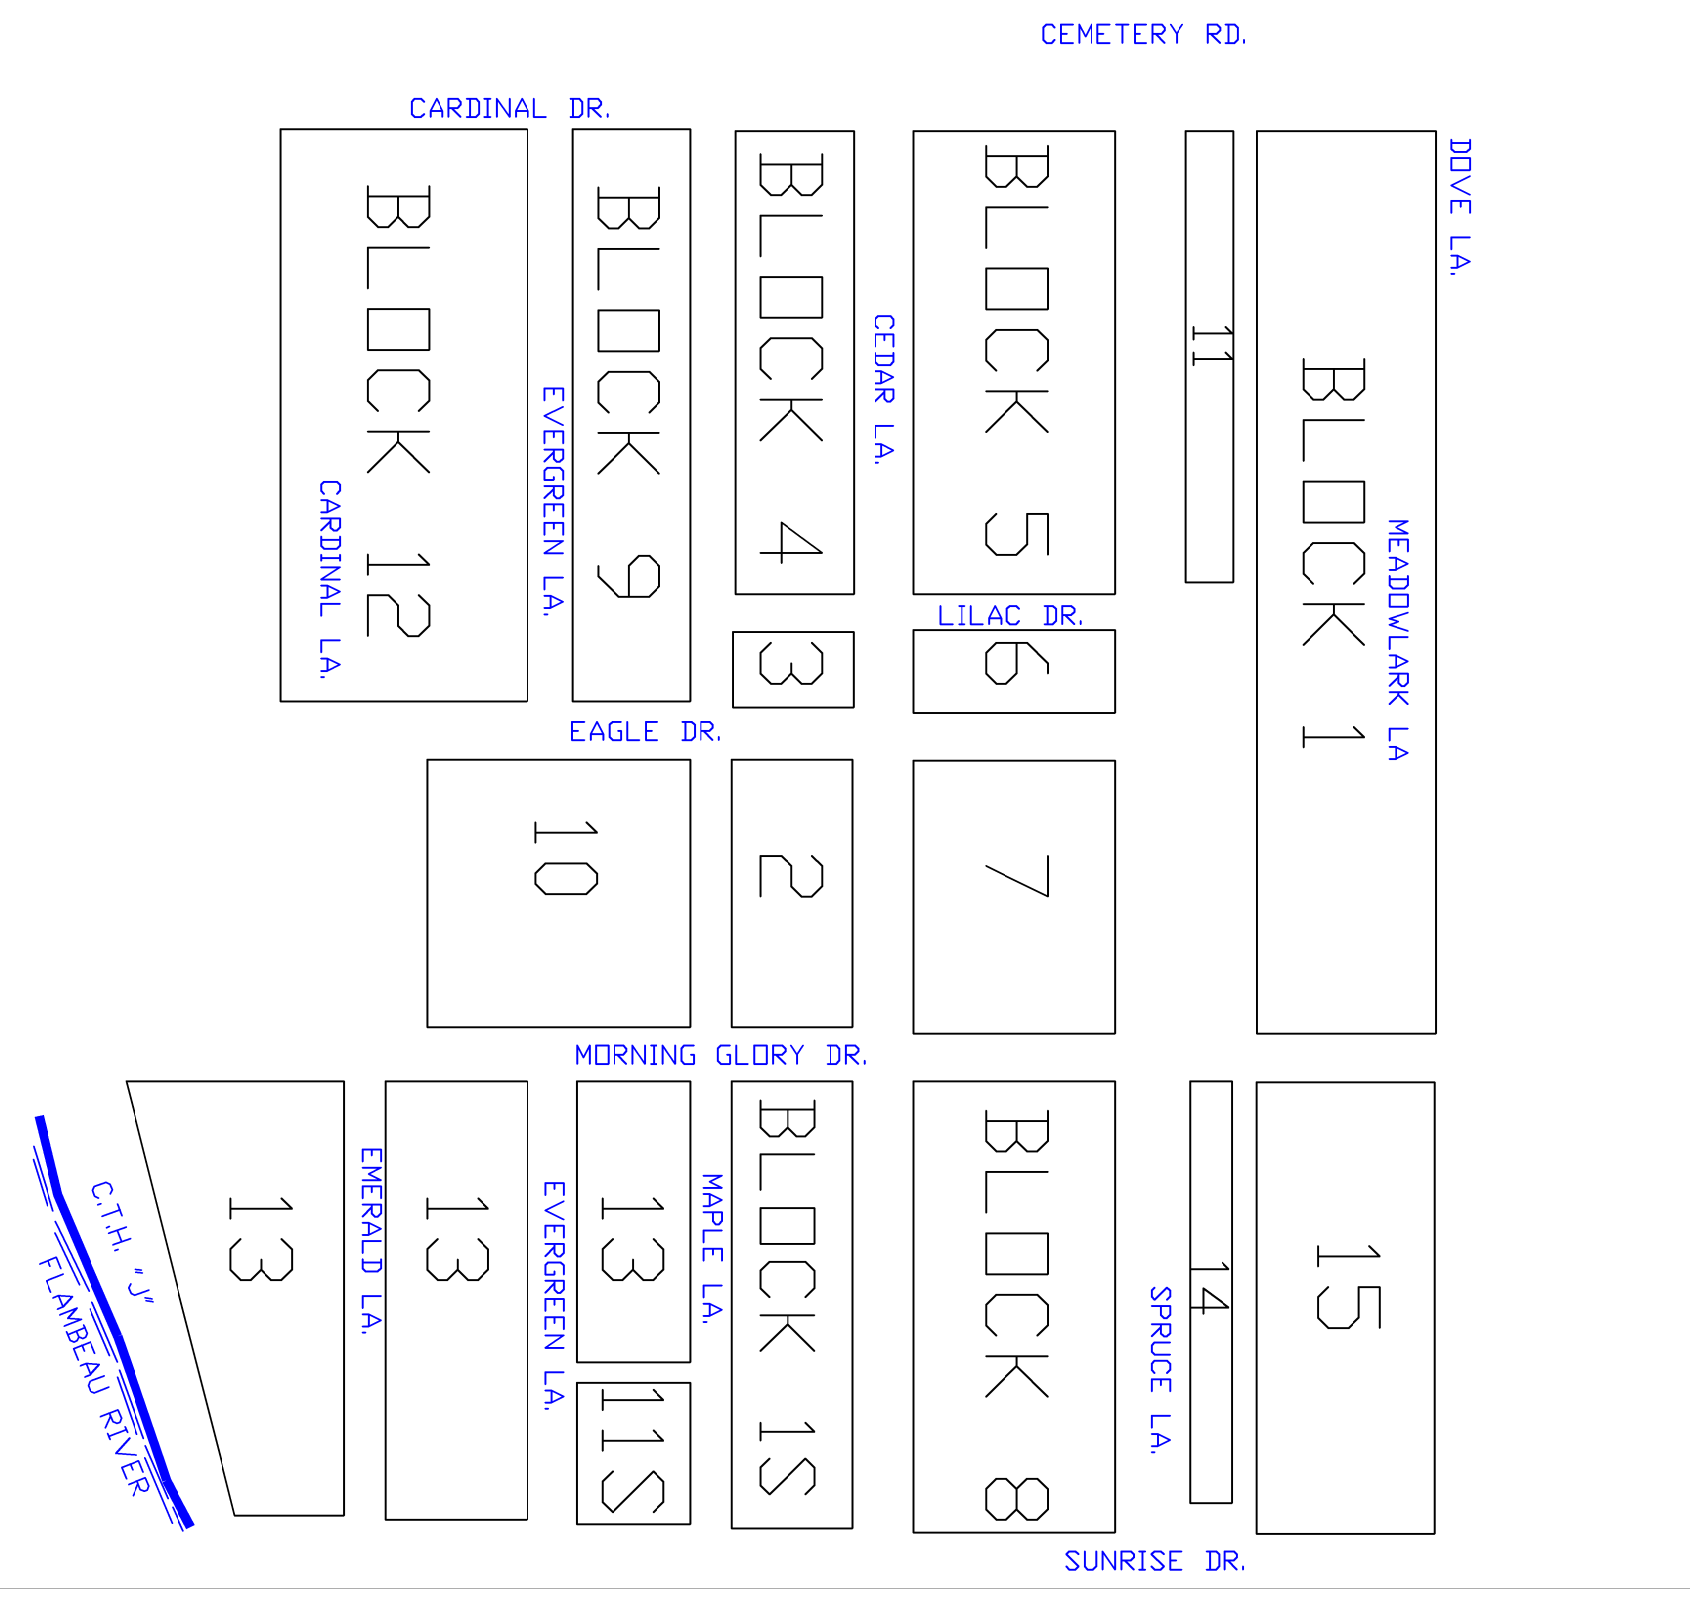 CEMETERY RD.
CARDINAL DR.
DOVE LA.
BLOCK 12
CARDINAL LA.
EVERGREEN LA.
BLOCK 9
BLOCK 4
CEDAR LA.
BLOCK 5
11
BLOCK 1
MEADOWLARK LA
LILAC DR.
3
6
EAGLE DR.
10
2
7
MORNING GLORY DR.
C.T.H. "J"
FLAMBEAU RIVER
13
EMERALD LA.
13
EVERGREEN LA.
13
11S
MAPLE LA.
BLOCK 1S
BLOCK 8
SPRUCE LA.
14
15
SUNRISE DR.